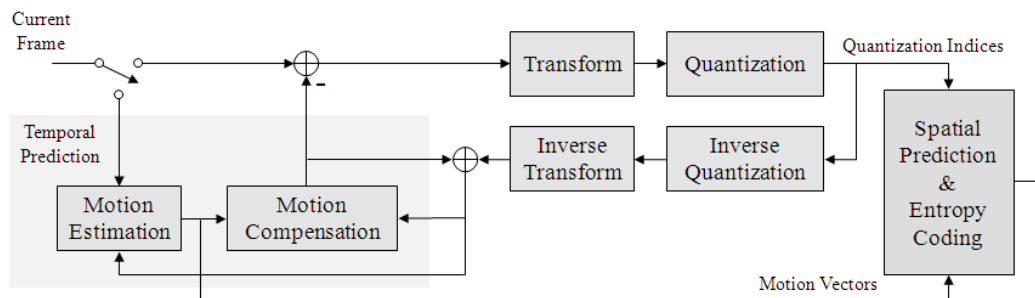 Current
Frame
Transform
Quantization
Quantization Indices
-
Temporal
Prediction
Inverse
Transform
Inverse
Quantization
Spatial
Prediction
&
Entropy
Coding
Motion
Estimation
Motion
Compensation
Motion Vectors